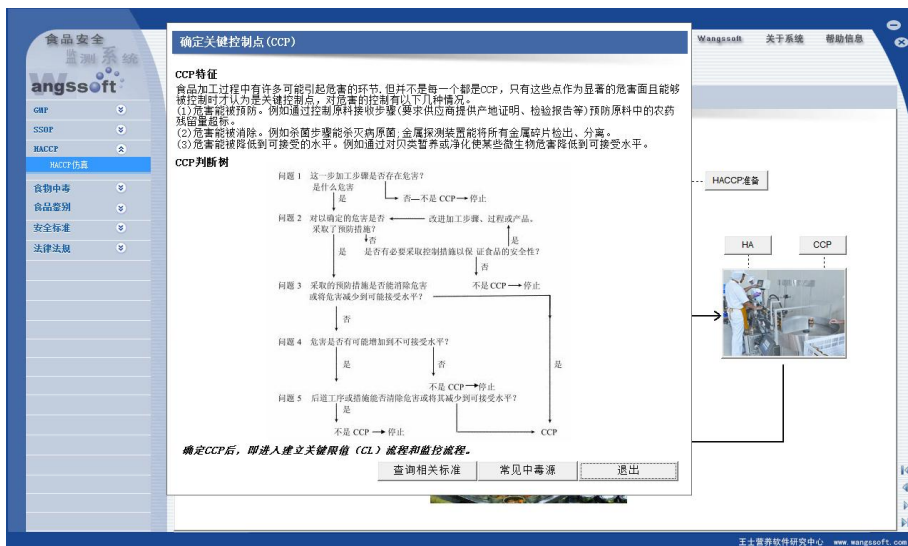 食品安全
监测系统
Wangssoft
GMP
SSOP
HACCP
HACCP仿真
食物中毒
食品鉴别
安全标准
法律法规
Wangssoft
关于系统
帮助信息
确定关键控制点(CCP)
CCP特征
食品加工过程中有许多可能引起危害的环节,但并不是每一个都是CCP，只有这些点作为显著的危害而且能够
被控制时才认为是关键控制点，对危害的控制有以下几种情况。
(1)危害能被预防。例如通过控制原料接收步骤(要求供应商提供产地证明、检验报告等)预防原料中的农药
残留量超标。
(2)危害能被消除。例如杀菌步骤能杀灭病原菌;金属探测装置能将所有金属碎片检出、分离。
(3)危害能被降低到可接受的水平。例如通过对贝类暂养或净化使某些微生物危害降低到可接受水平。
CCP判断树
问题 1 这一步加工步骤是否存在危害?
是什么危害
是
否—不是 CCP→停止
问题 2 对以确定的危害是否
采取了预防措施?
改进加工步骤、过程或产品。
否
是
是
是否有必要采取控制措施以保 证食品的安全性?
否
问题 3 采取的预防措施是否能消除危害
或将危害减少到可能接受水平?
不是 CCP→停止
否
问题 4 危害是否有可能增加到不可接受水平?
是
否
是
不是 CCP→停止
问题 5 后道工序或措施能否清除危害或将其减少到可接受水平?
是
不是 CCP→停止
CCP
确定CCP后，即进入建立关键限值（CL）流程和监控流程。
查询相关标准
常见中毒源
退出
HACCP准备
HA
CCP
王士营养软件研究中心 www.wangssoft.com